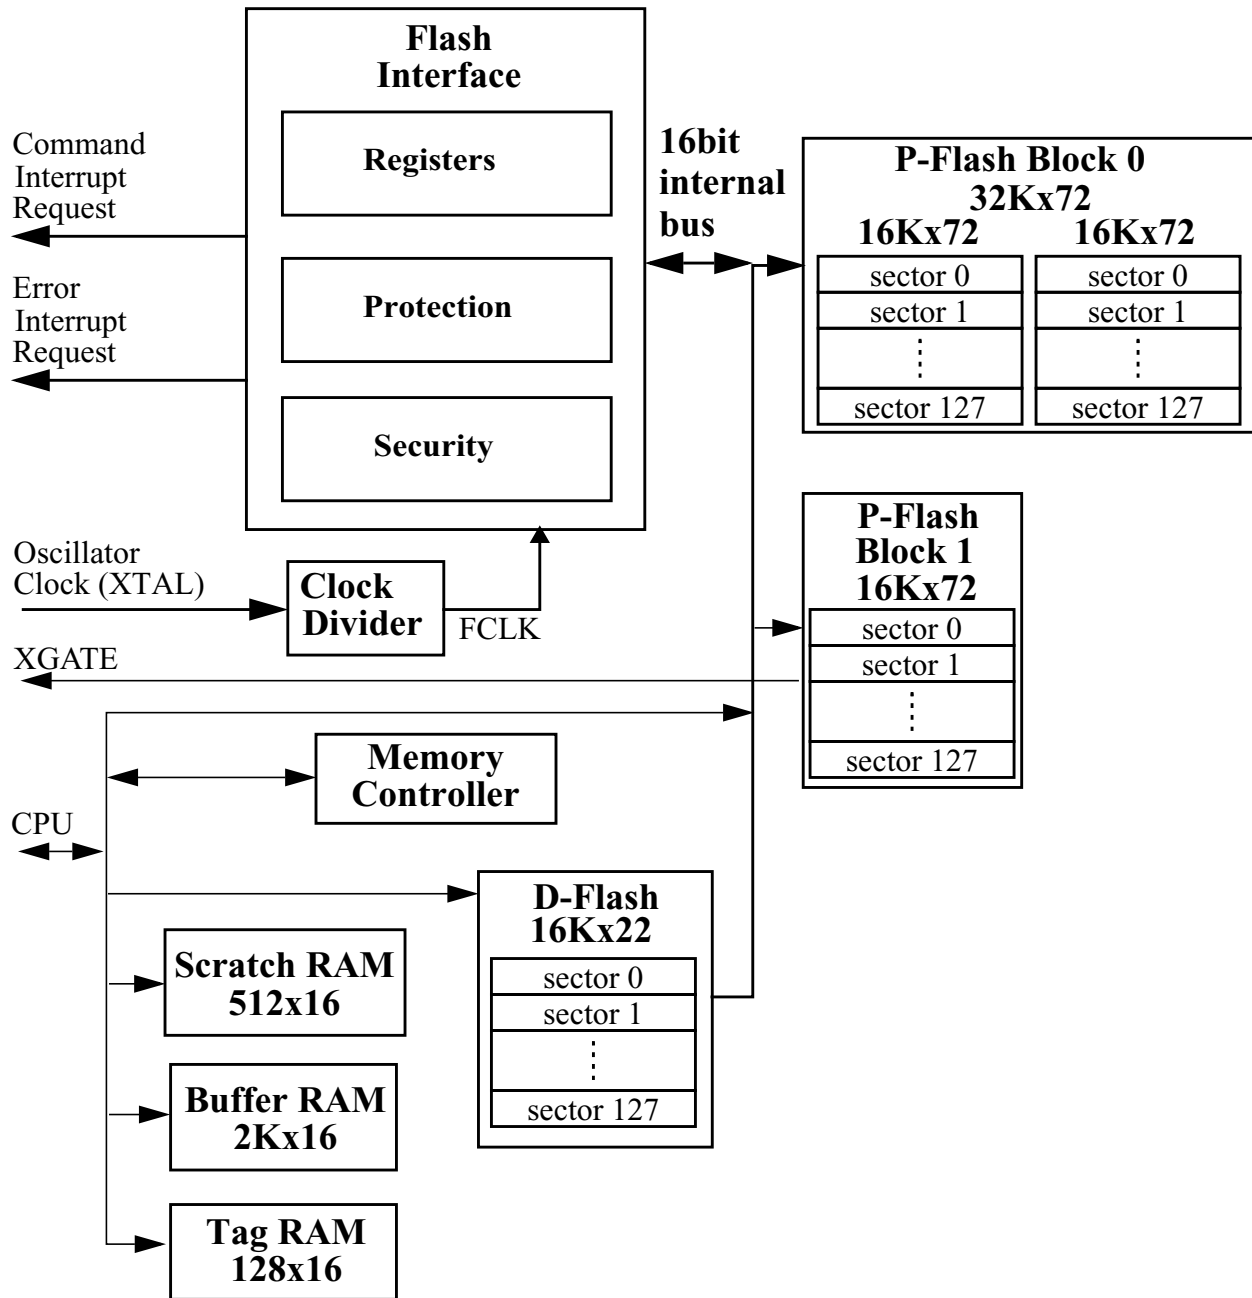 Flash
Interface
Registers
Protection
Security
Command
Interrupt
Request
Error
Interrupt
Request
16bit
internal
bus
P-Flash Block 0
32Kx72
16Kx72 16Kx72
sector 0 sector 0
sector 1 sector 1
sector 127 sector 127
P-Flash
Block 1
16Kx72
sector 0
sector 1
sector 127
Oscillator
Clock (XTAL)
Clock
Divider
FCLK
XGATE
Memory
Controller
CPU
D-Flash
16Kx22
sector 0
sector 1
sector 127
Scratch RAM
512x16
Buffer RAM
2Kx16
Tag RAM
128x16